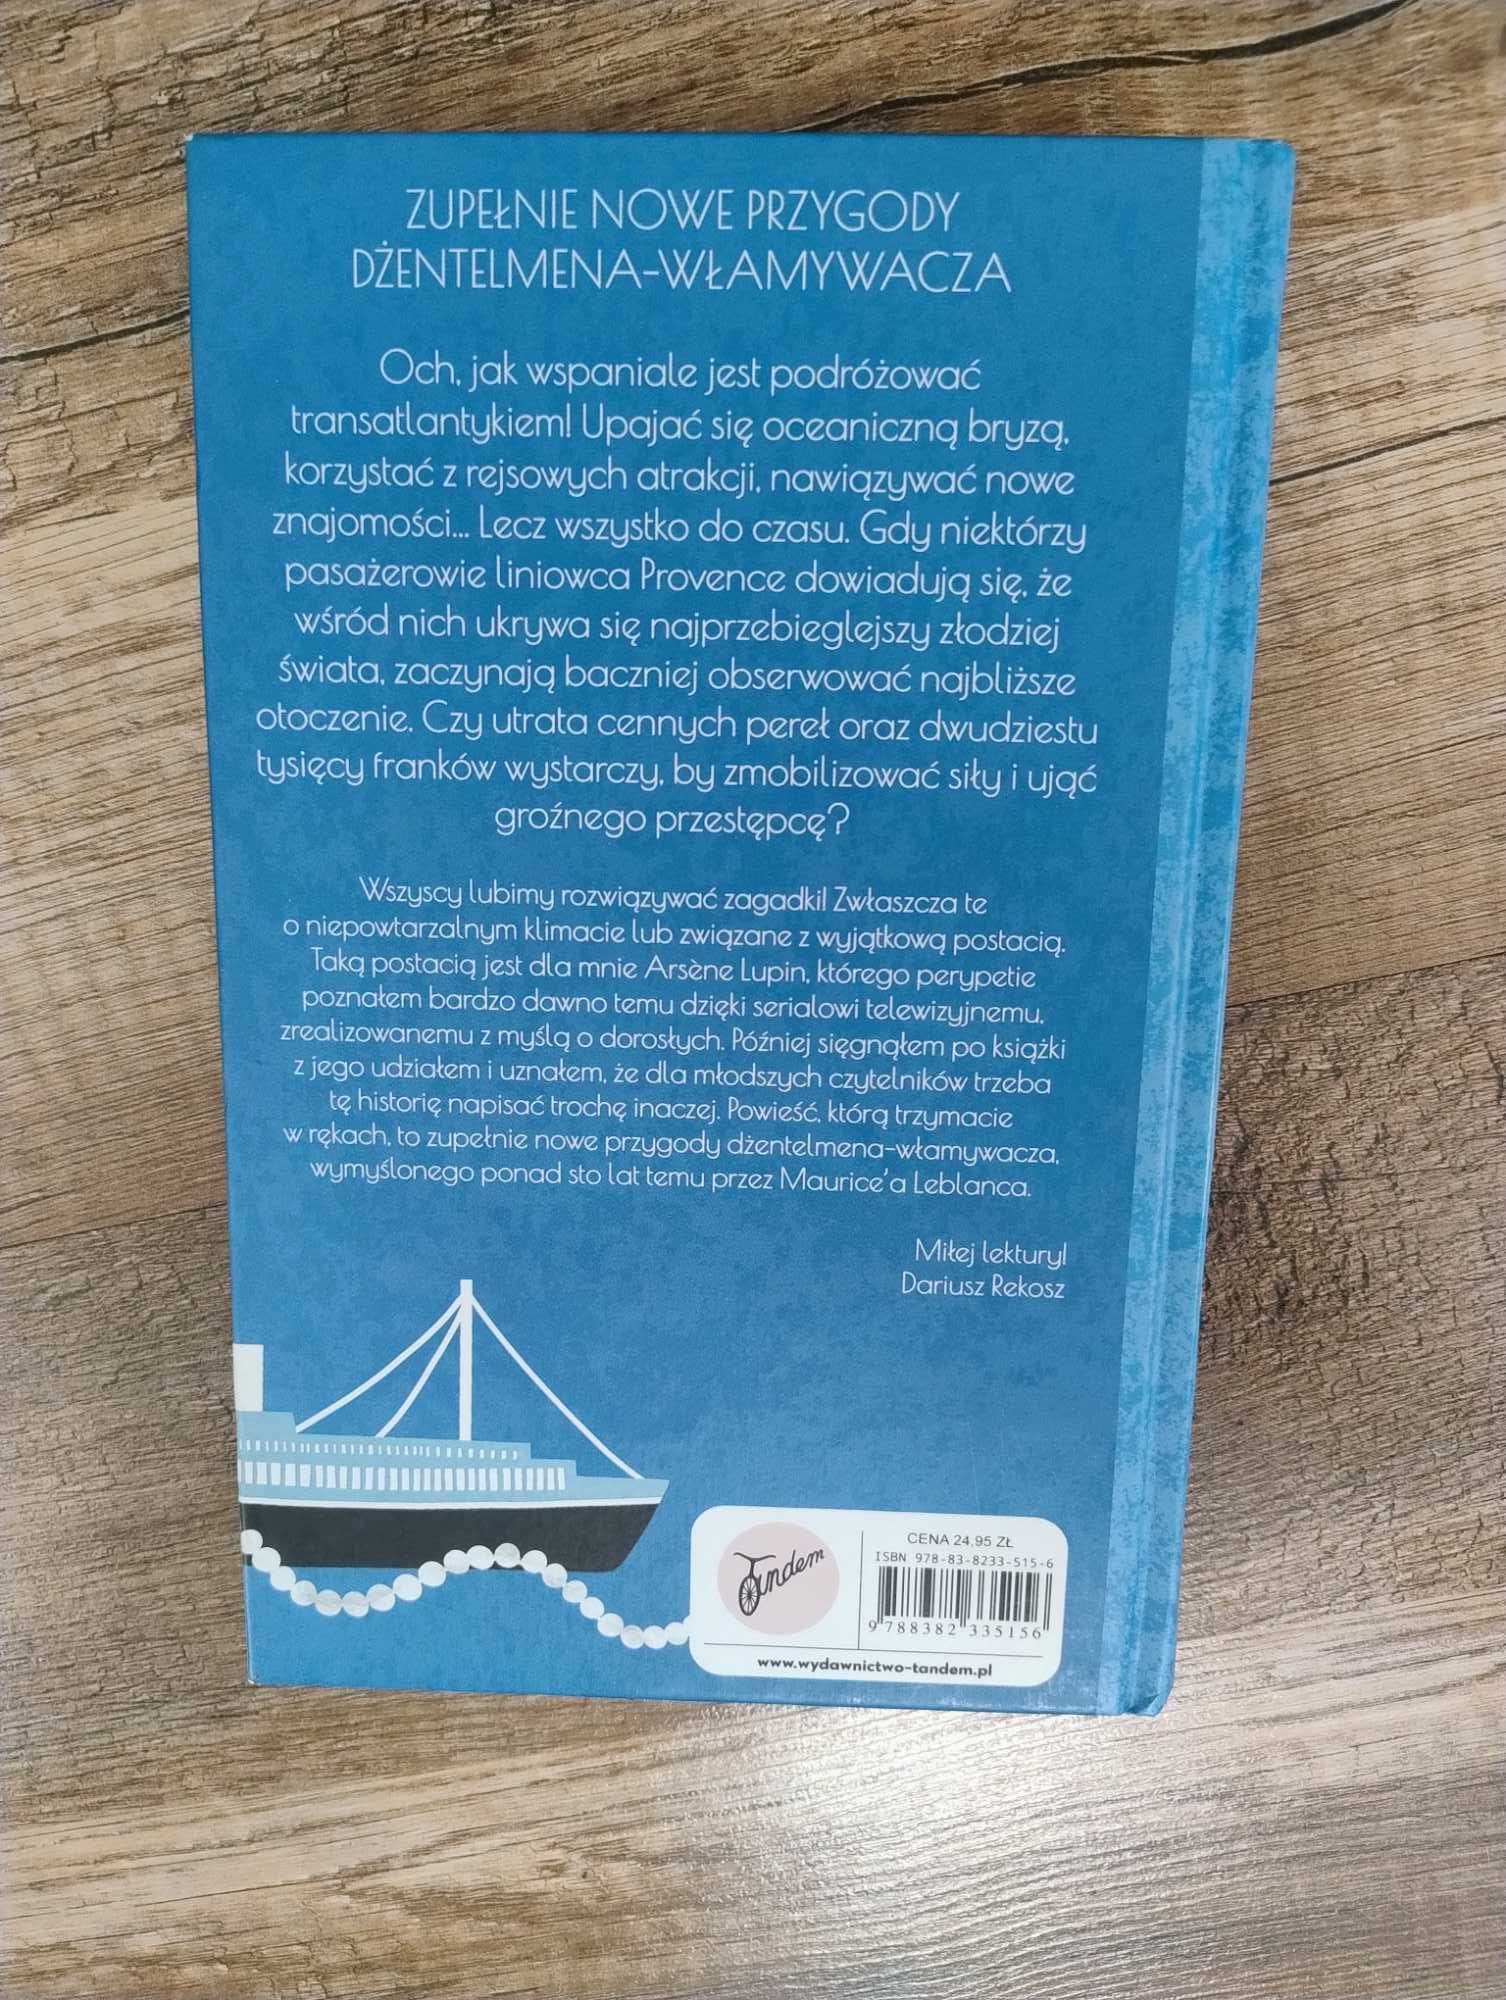 ZUPEŁNIE NOWE PRZYGODY
DŻENTELMENA-WŁAMYWACZA
Och, jak wspaniale jest podróżować
transatlantykiem! Upajać się oceaniczną bryzą,
korzystać z rejsowych atrakcji, nawiązywać nowe
znajomości... Lecz wszystko do czasu. Gdy niektórzy
pasażerowie liniowca Provence dowiadują się, że
wśród nich ukrywa się najprzebieglejszy złodziej
świata, zaczynają baczniej obserwować najbliższe
otoczenie. Czy utrata cennych pereł oraz dwudziestu
tysięcy franków wystarczy, by zmobilizować siły i ująć
groźnego przestępcę?
Wszyscy lubimy rozwiązywać zagadki! Zwłaszcza te
o niepowtarzalnym klimacie lub związane z wyjątkową postacią.
Taką postacią jest dla mnie Arsène Lupin, którego perypetie
poznałem bardzo dawno temu dzięki serialowi telewizyjnemu,
zrealizowanemu z myślą o dorosłych. Później sięgnąłem po książki
z jego udziałem i uznałem, że dla młodszych czytelników trzeba
tę historię napisać trochę inaczej. Powieść, którą trzymacie
w rękach, to zupełnie nowe przygody dżentelmena-włamywacza,
wymyślonego ponad sto lat temu przez Maurice'a Leblanca.
Miłej lektury!
Dariusz Rekosz
Tandem
CENA 24,95 ZŁ
ISBN 978-83-8233-515-6
9 788382 335156
www.wydawnictwo-tandem.pl